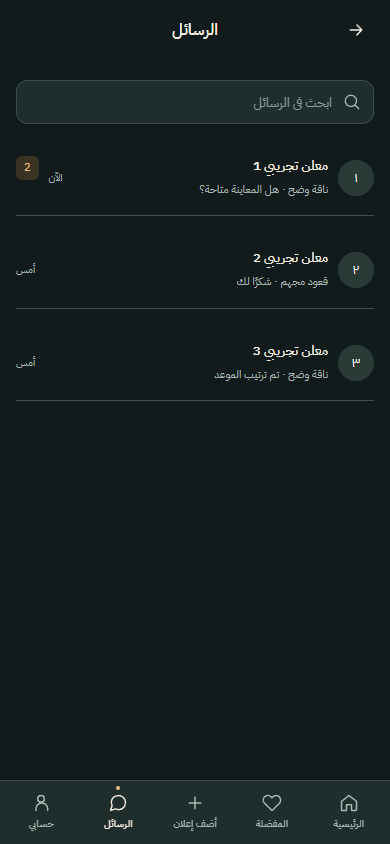 الرسائل
ابحث في الرسائل
١
معلن تجريبي 1
ناقة وضح · هل المعاينة متاحة؟
الآن
2
٢
معلن تجريبي 2
قعود مجهم · شكرًا لك
أمس
٣
معلن تجريبي 3
ناقة وضح · تم ترتيب الموعد
أمس
الرئيسية
المفضلة
أضف إعلان
الرسائل
حسابي